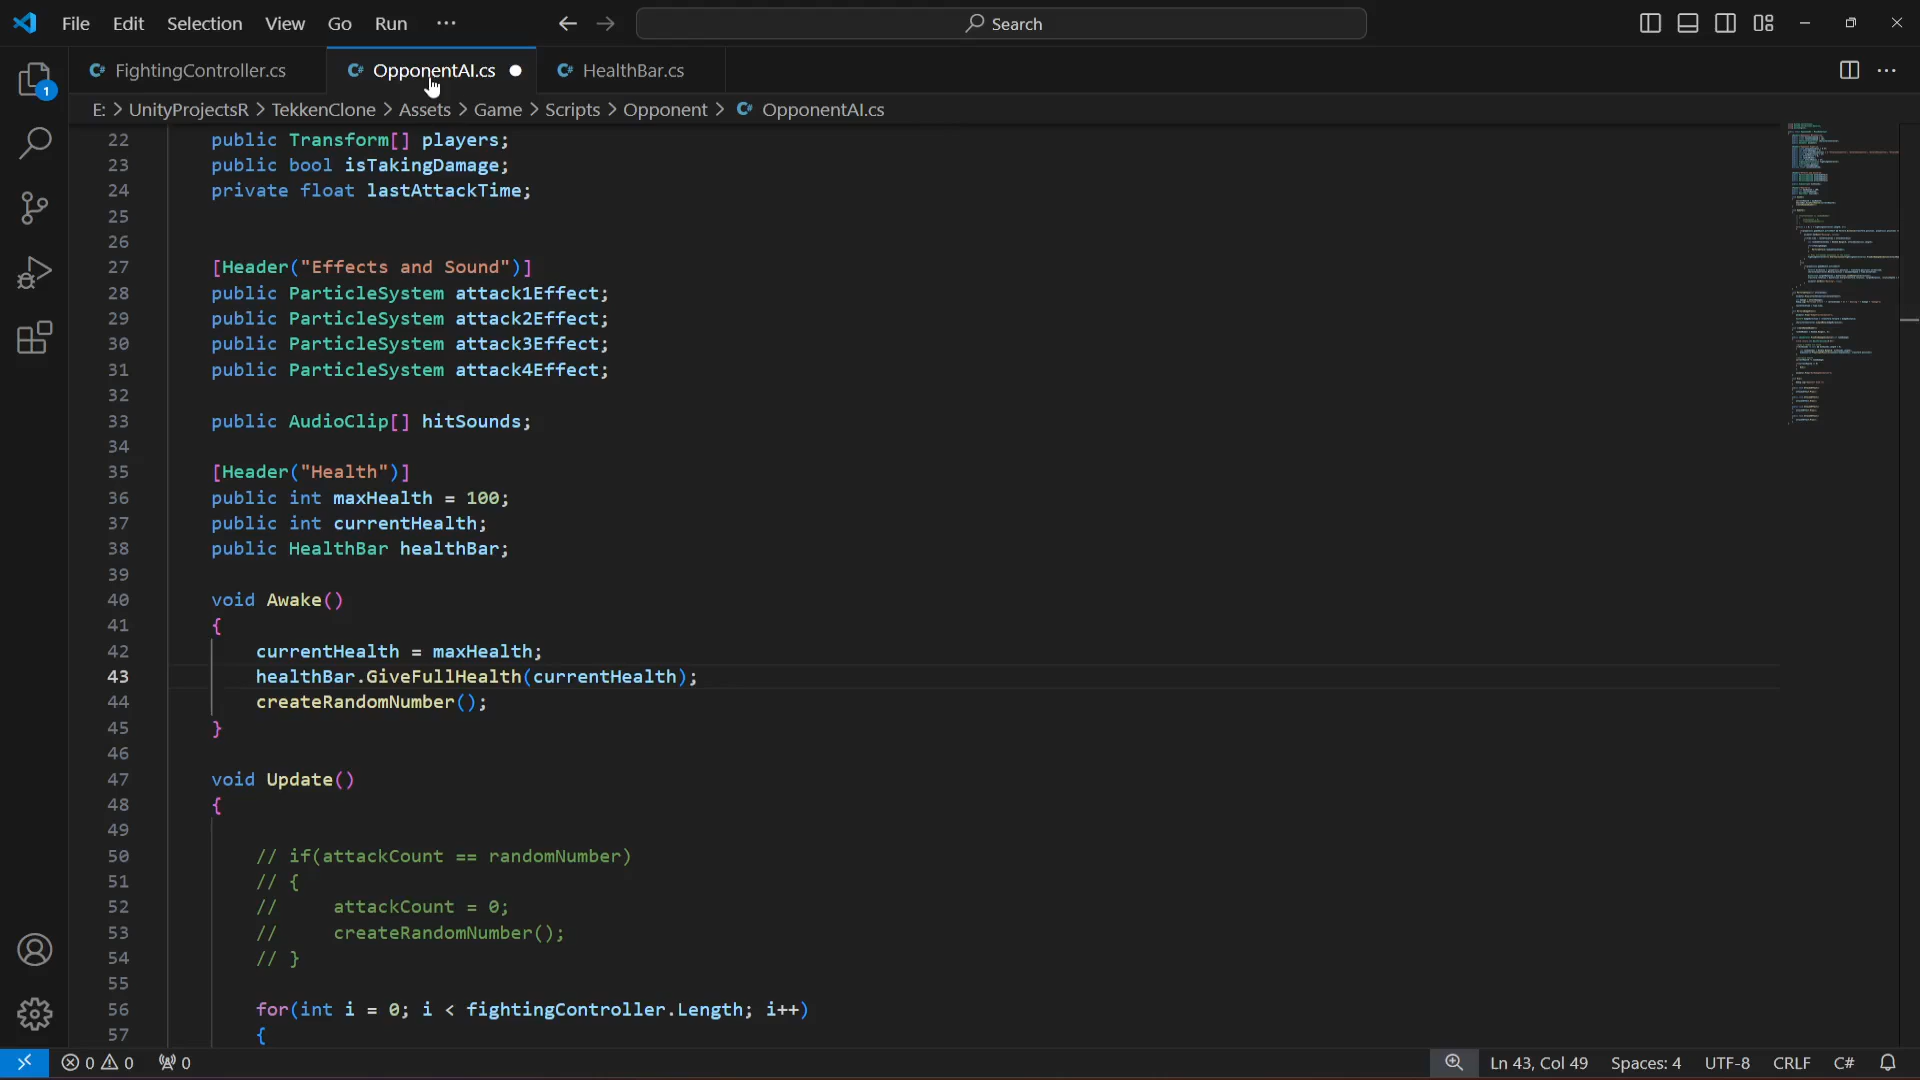 File Edit Selection View Go Run ··· Search
FightingController.cs OpponentAI.cs HealthBar.cs
E: > UnityProjectsR > TekkenClone > Assets > Game > Scripts > Opponent > OpponentAI.cs
1
22 public Transform[] players;
23 public bool isTakingDamage;
24 private float lastAttackTime;
25
26
27 [Header("Effects and Sound")]
28 public ParticleSystem attack1Effect;
29 public ParticleSystem attack2Effect;
30 public ParticleSystem attack3Effect;
31 public ParticleSystem attack4Effect;
32
33 public AudioClip[] hitSounds;
34
35 [Header("Health")]
36 public int maxHealth = 100;
37 public int currentHealth;
38 public HealthBar healthBar;
39
40 void Awake()
41 {
42 currentHealth = maxHealth;
43 healthBar.GiveFullHealth(currentHealth);
44 createRandomNumber();
45 }
46
47 void Update()
48 {
49
50 // if(attackCount == randomNumber)
51 // {
52 //     attackCount = 0;
53 //     createRandomNumber();
54 // }
55
56 for(int i = 0; i < fightingController.Length; i++)
57 {
0 0 0 Ln 43, Col 49 Spaces: 4 UTF-8 CRLF C#